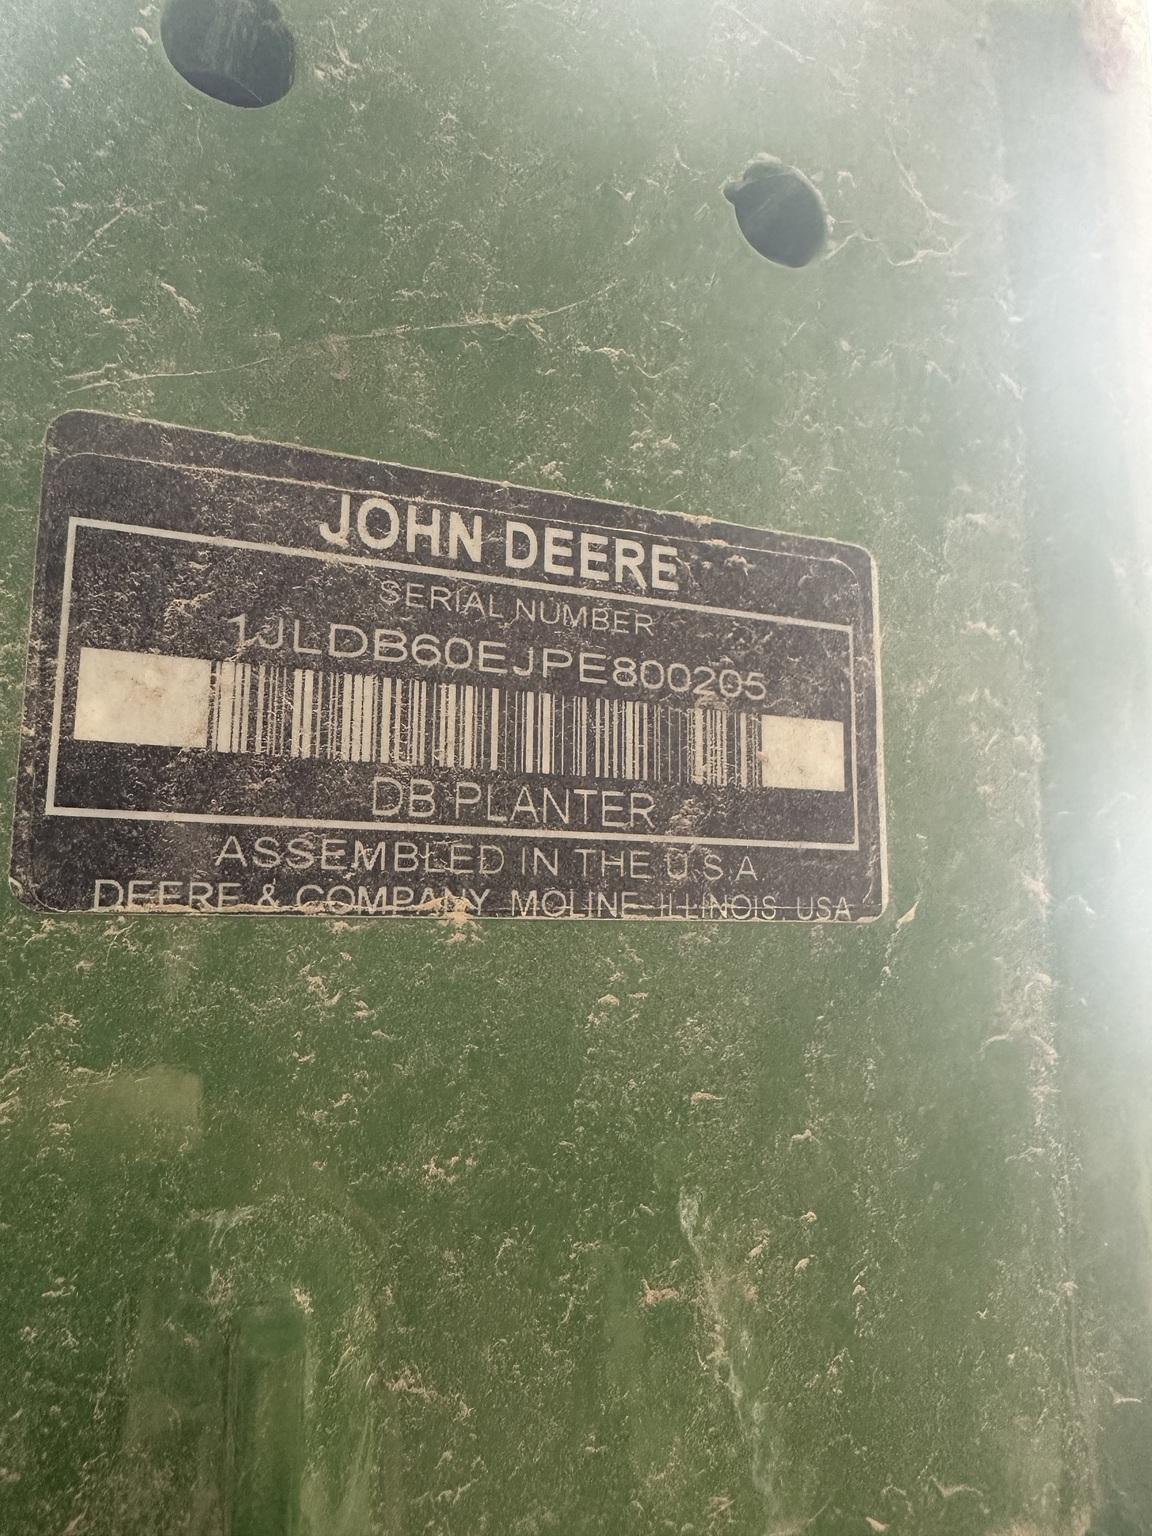 JOHN DEERE
SERIAL NUMBER
1JLDB60EJPE800205
DB PLANTER
ASSEMBLED IN THE U.S.A
DEERE & COMPANY MOLINE ILLINOIS USA